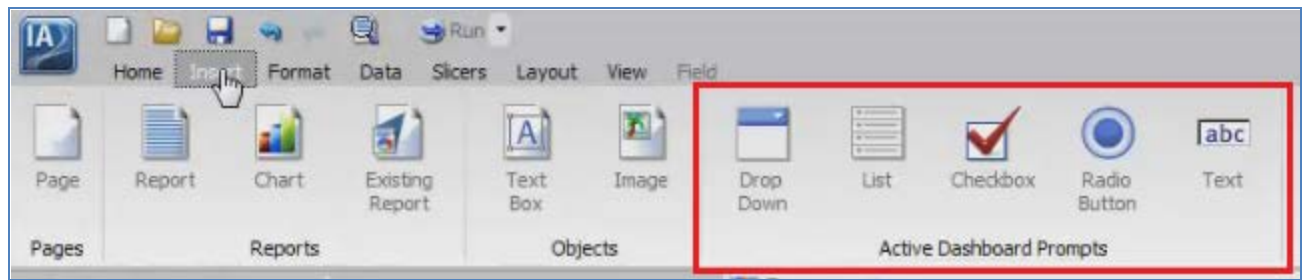 IA
Run
Home Insert Format Data Slicers Layout View Field
Page Report Chart Existing Report Text Box Image Drop Down List Checkbox Radio Button Text
A
abc
Pages Reports Objects Active Dashboard Prompts